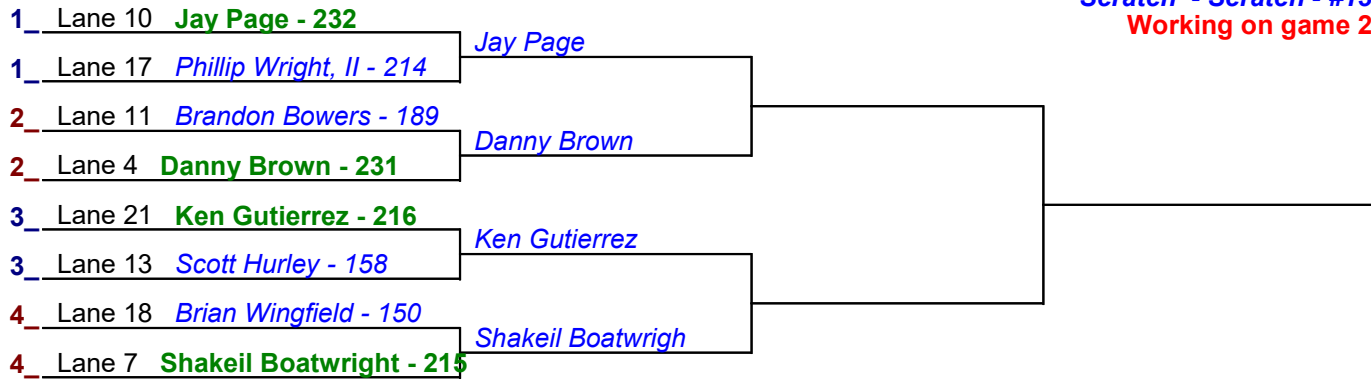 Scratch - Scratch - #15
1_ Lane 10 Jay Page - 232
Working on game 2
Jay Page
1_ Lane 17 Phillip Wright, II - 214
2_ Lane 11 Brandon Bowers - 189
Danny Brown
2_ Lane 4 Danny Brown - 231
3_ Lane 21 Ken Gutierrez - 216
Ken Gutierrez
3_ Lane 13 Scott Hurley - 158
4_ Lane 18 Brian Wingfield - 150
Shakeil Boatwrigh
4_ Lane 7 Shakeil Boatwright - 215